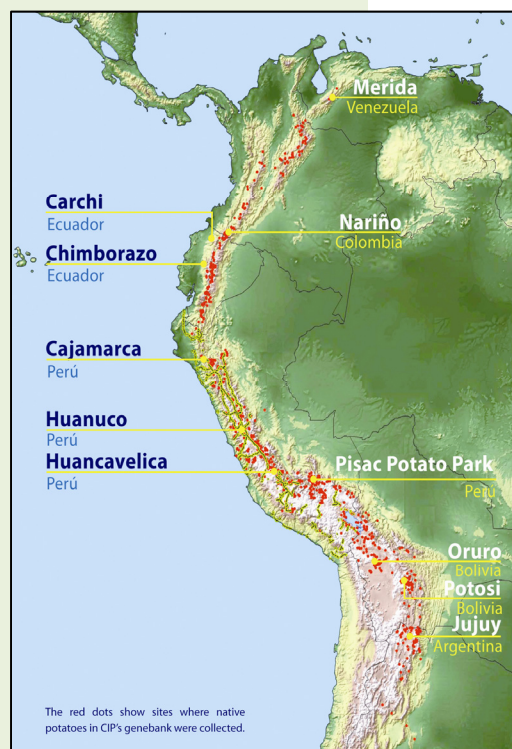 Merida
Venezuela
Carchi
Ecuador
Nariño
Colombia
Chimborazo
Ecuador
Cajamarca
Perú
Huanuco
Perú
Huancavelica
Perú
Pisac Potato Park
Peru
Oruro
Bolivia
Potosi
Bolivia
Jujuy
Argentina
The red dots show sites where native
potatoes in CIP's genebank were collected.